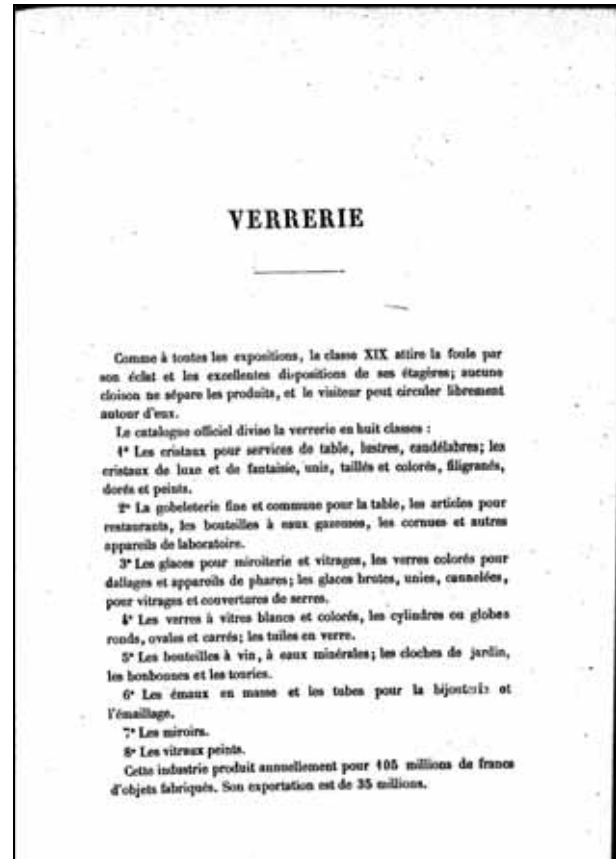 VERRERIE
Comme à toutes les expositions, la classe XIX attire la foule par
son éclat et les excellentes dispositions de ses étagères; aucune
cloison ne sépare les produits, et le visiteur peut circuler librement
autour d'eux.
Le catalogue officiel divise la verrerie en huit classes :
1° Les cristaux pour services de table, lustres, candélabres; les
cristaux de luxe et de fantaisie, unis, taillés et colorés, filigranés,
dorés et peints.
2° La gobeleterie fine et commune pour la table, les articles pour
restaurants, les bouteilles à eaux gazeuses, les cornues et autres
appareils de laboratoire.
3° Les glaces pour miroiterie et vitrages, les verres colorés pour
dallages et appareils de phares; les glaces brutes, unies, cannelées,
pour vitrages et couvertures de serres.
4° Les verres à vitres blancs et colorés, les cylindres ou globes
ronds, ovales et carrés; les tuiles en verre.
5° Les bouteilles à vin, à eaux minérales; les cloches de jardin,
les bonbonnes et les touries.
6° Les émaux en masse et les tubes pour la bijouterie et
l'émaillage.
7° Les miroirs.
8° Les vitraux peints.
Cette industrie produit annuellement pour 105 millions de francs
d'objets fabriqués. Son exportation est de 35 millions.